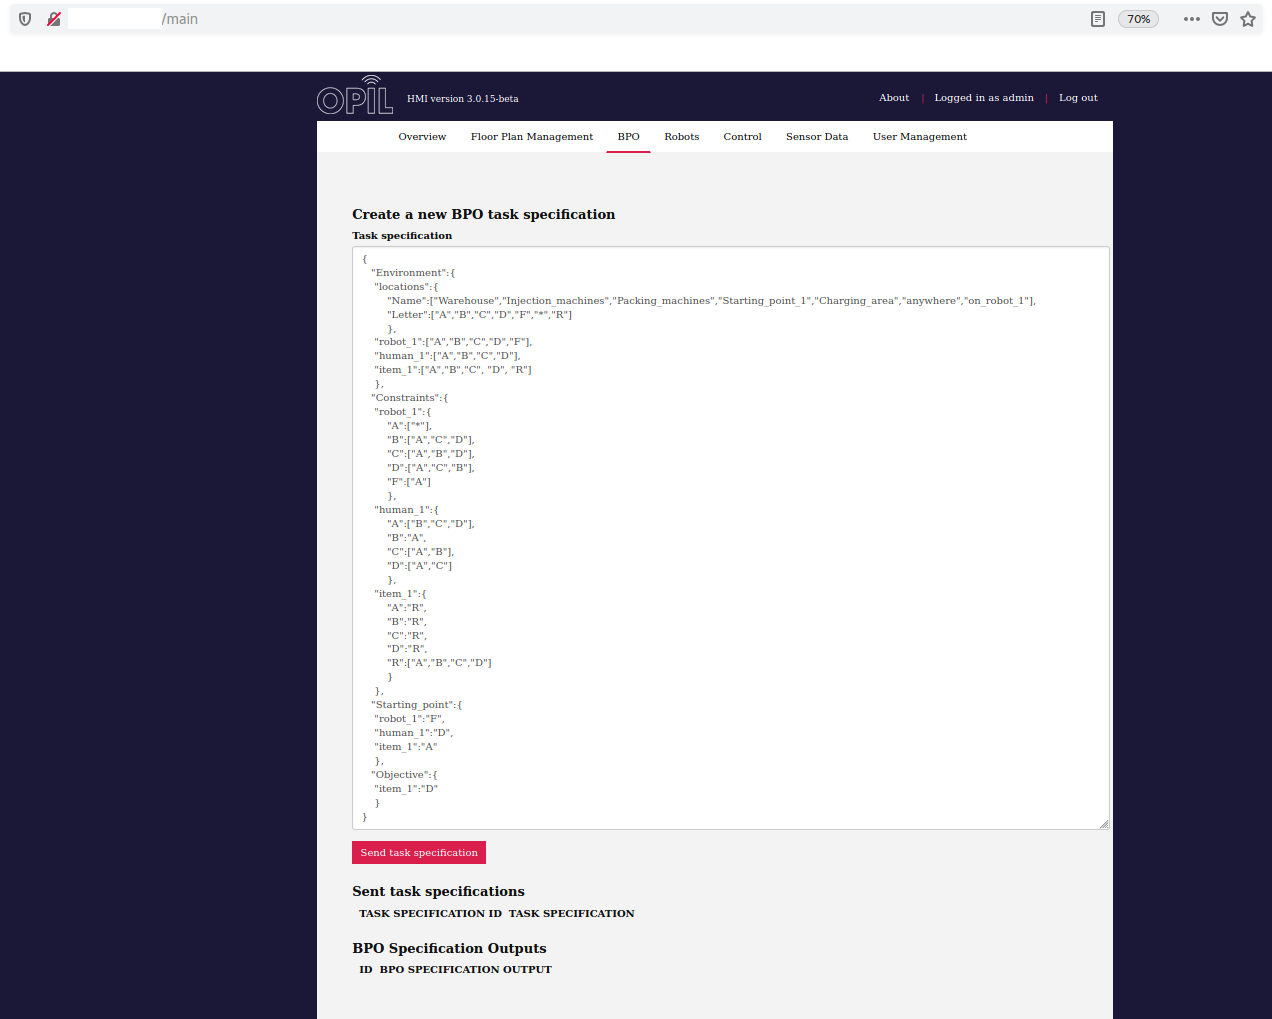 /main
70%
OPIL
HMI version 3.0.15-beta
About | Logged in as admin | Log out
Overview Floor Plan Management BPO Robots Control Sensor Data User Management
Create a new BPO task specification
Task specification
{
"Environment":{
"locations":{
"Name":["Warehouse","Injection_machines","Packing_machines","Starting_point_1","Charging_area","anywhere","on_robot_1"],
"Letter":["A","B","C","D","F","*","R"]
},
"robot_1":["A","B","C","D","F"],
"human_1":["A","B","C","D"],
"item_1":["A","B","C", "D", "R"]
},
"Constraints":{
"robot_1":{
"A":["*"],
"B":["A","C","D"],
"C":["A","B","D"],
"D":["A","C","B"],
"F":["A"]
},
"human_1":{
"A":["B","C","D"],
"B":"A",
"C":["A","B"],
"D":["A","C"]
},
"item_1":{
"A":"R",
"B":"R",
"C":"R",
"D":"R",
"R":["A","B","C","D"]
}
},
"Starting_point":{
"robot_1":"F",
"human_1":"D",
"item_1":"A"
},
"Objective":{
"item_1":"D"
}
}
Send task specification
Sent task specifications
TASK SPECIFICATION ID TASK SPECIFICATION
BPO Specification Outputs
ID BPO SPECIFICATION OUTPUT